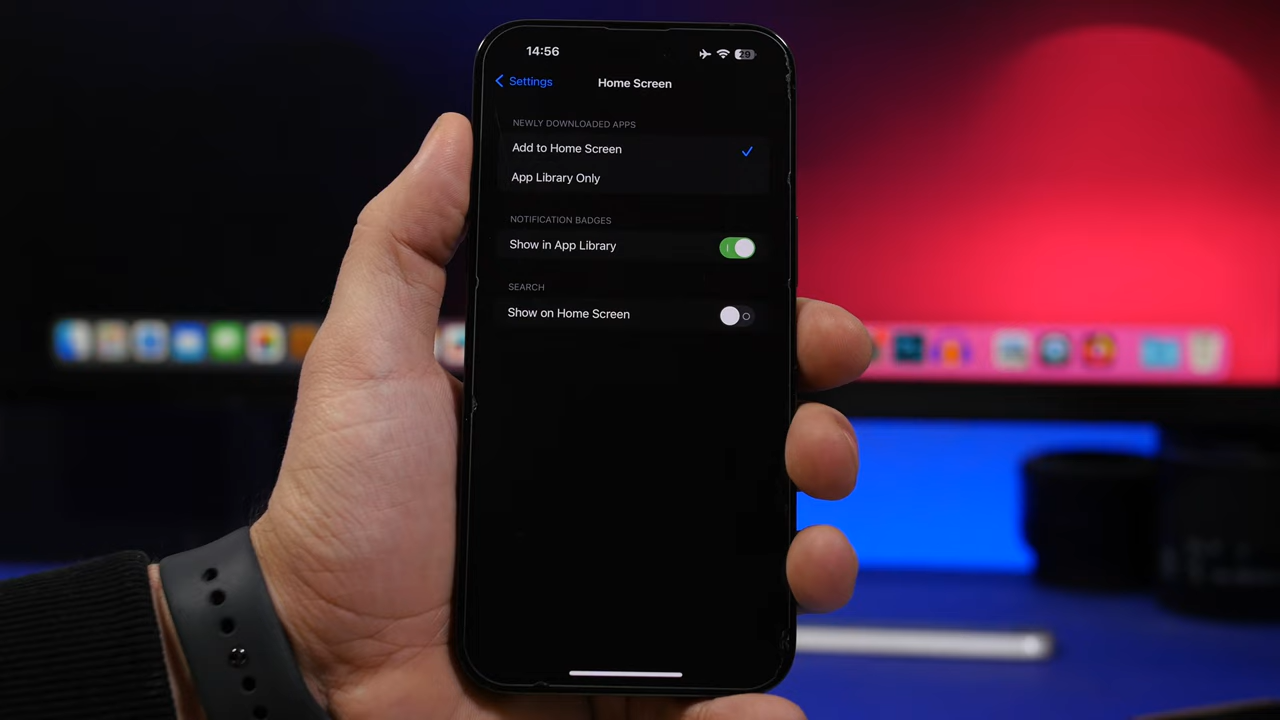 14:56
29
Settings
Home Screen
NEWLY DOWNLOADED APPS
Add to Home Screen
App Library Only
NOTIFICATION BADGES
Show in App Library
SEARCH
Show on Home Screen